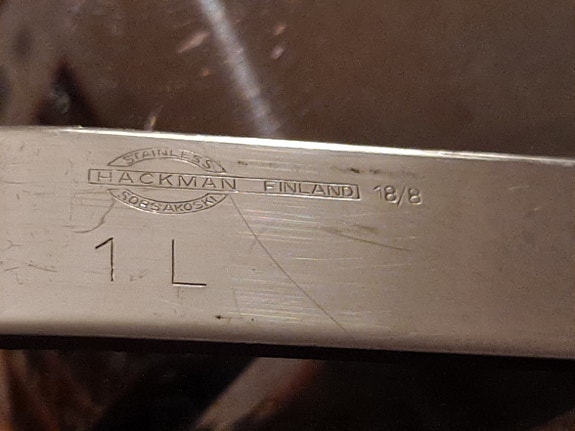 STAINLESS
HACKMAN FINLAND 18/8
SORSAKOSKI
1 L